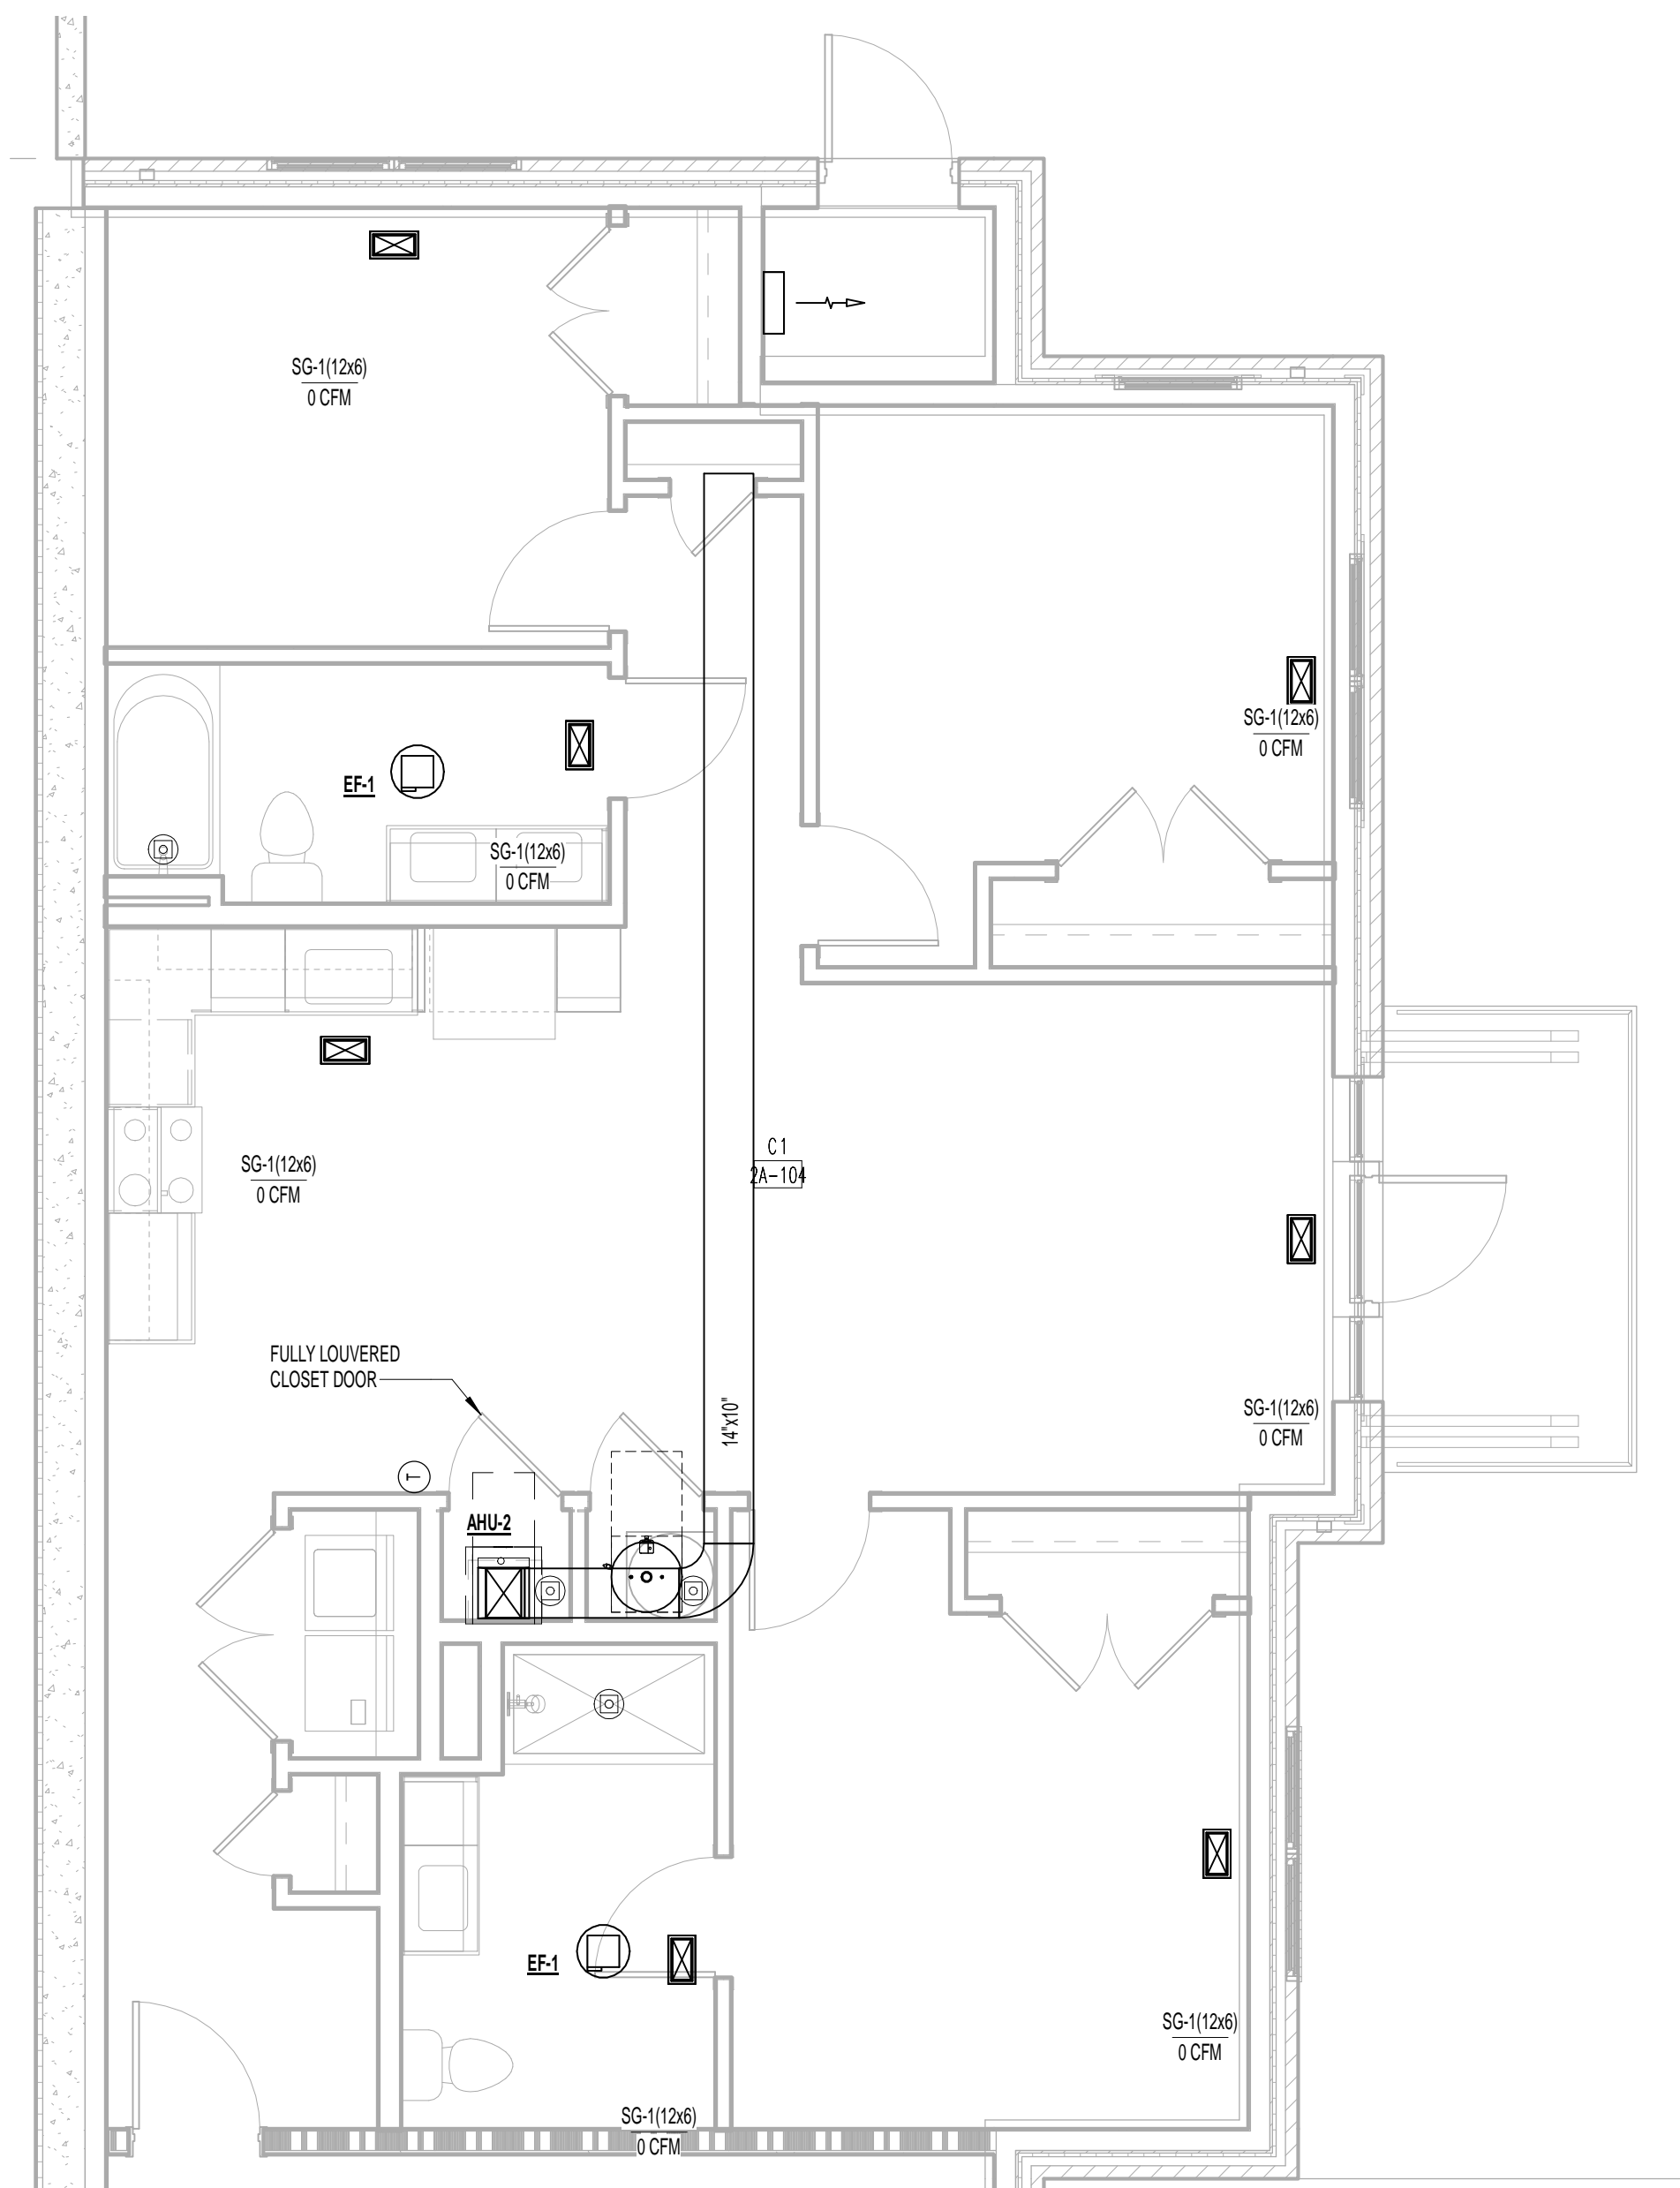 SG-1(12x6)
0 CFM
SG-1(12x6)
0 CFM
EF-1
SG-1(12x6)
0 CFM
C1
2A-104
SG-1(12x6)
0 CFM
FULLY LOUVERED
CLOSET DOOR
14"x10"
SG-1(12x6)
0 CFM
T
AHU-2
EF-1
SG-1(12x6)
0 CFM
SG-1(12x6)
0 CFM